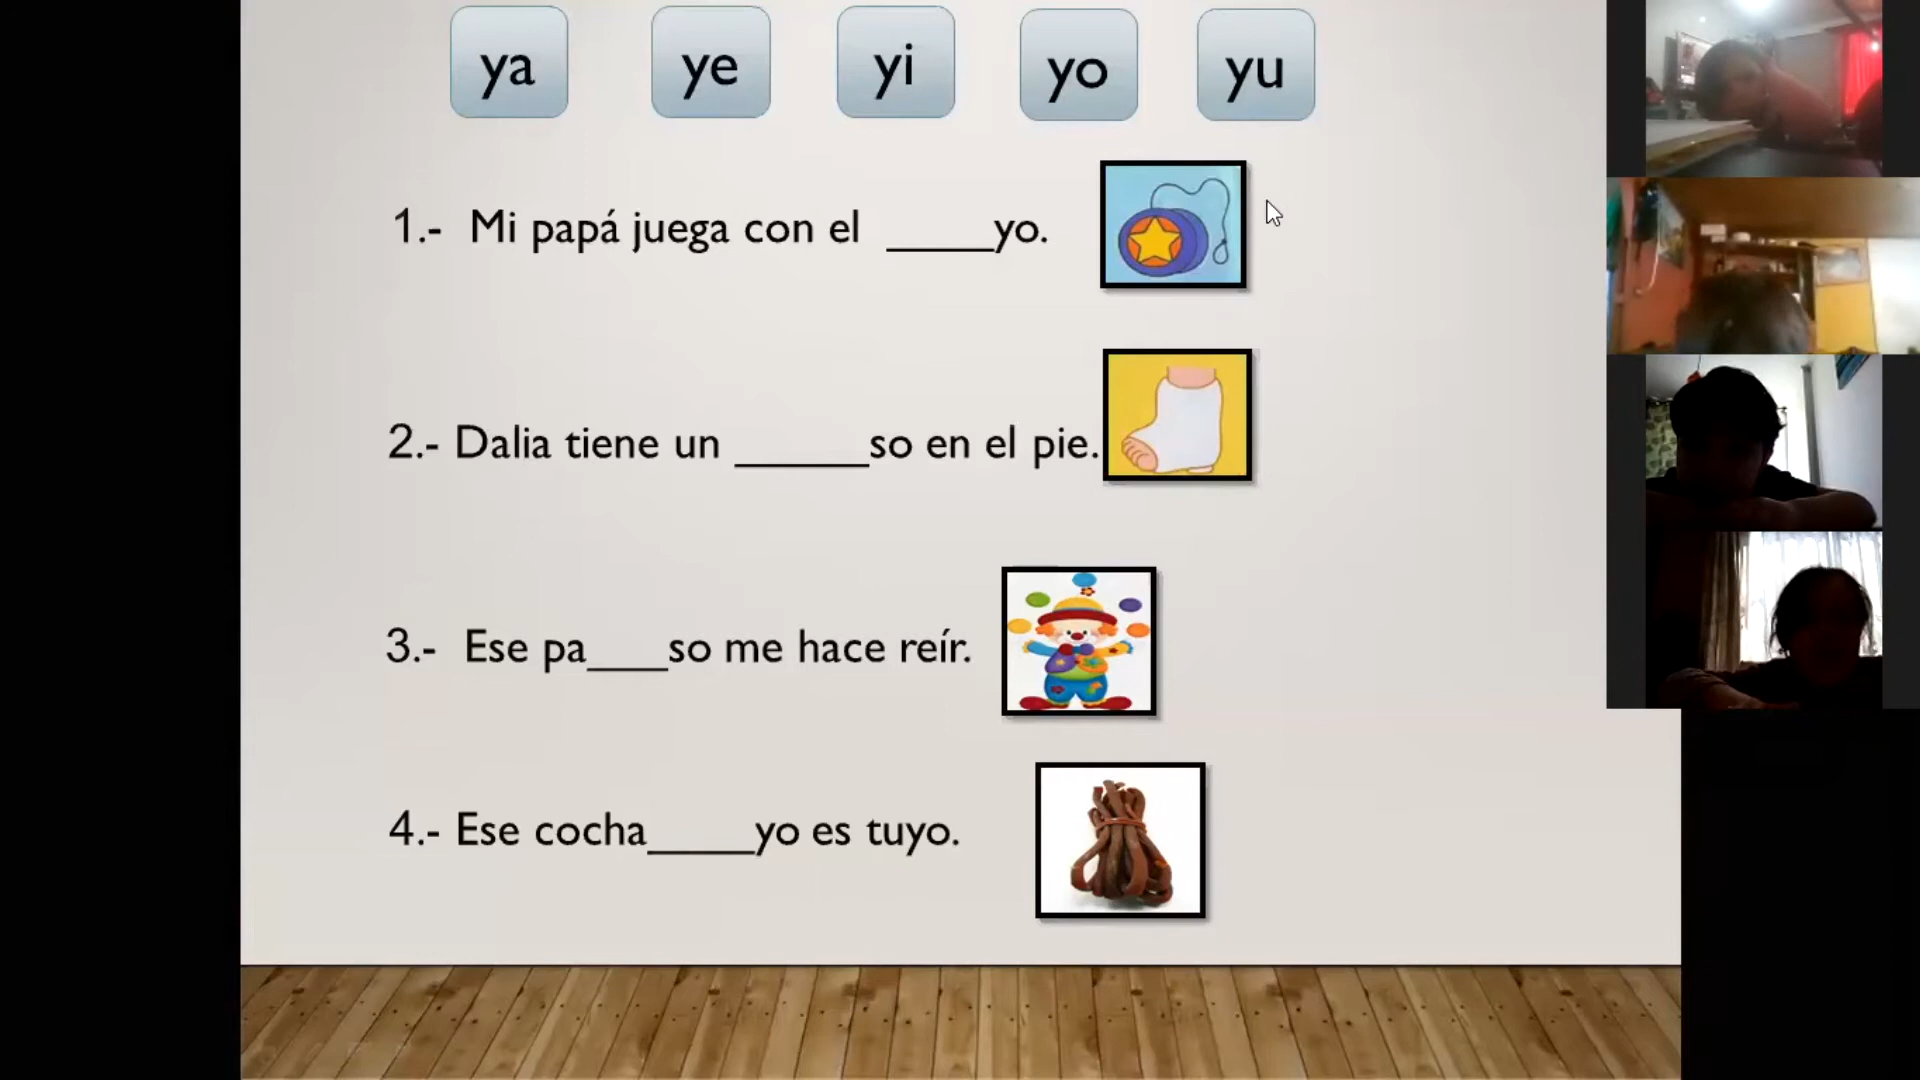 ya ye yi yo yu
1.- Mi papá juega con el _____yo.
2.- Dalia tiene un ______so en el pie.
3.- Ese pa____so me hace reír.
4.- Ese cocha_____yo es tuyo.